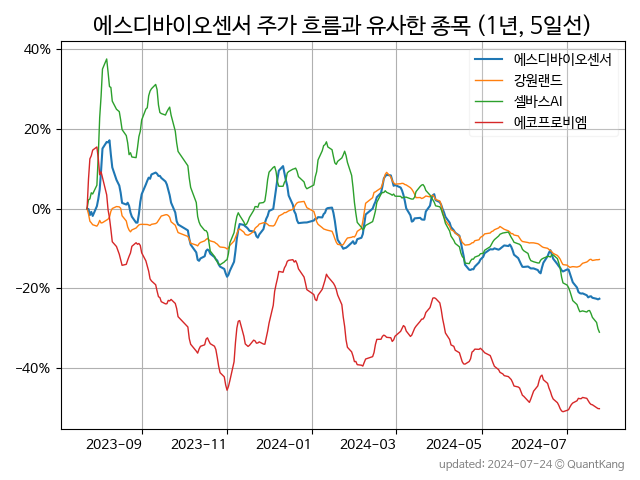 에스디바이오센서 주가 흐름과 유사한 종목 (1년, 5일선)
에스디바이오센서
강원랜드
셀바스AI
에코프로비엠
40%
20%
0%
−20%
−40%
2023-09
2023-11
2024-01
2024-03
2024-05
2024-07
updated: 2024-07-24 © QuantKang